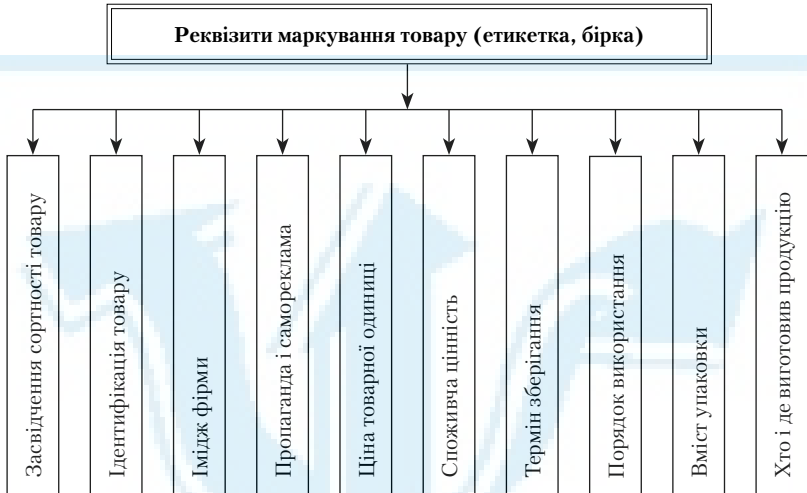 Реквізити маркування товару (етикетка, бірка)
Засвідчення сортності товару
Ідентифікація товару
Імідж фірми
Пропаганда і самореклама
Ціна товарної одиниці
Споживча цінність
Термін зберігання
Порядок використання
Вміст упаковки
Хто і де виготовив продукцію